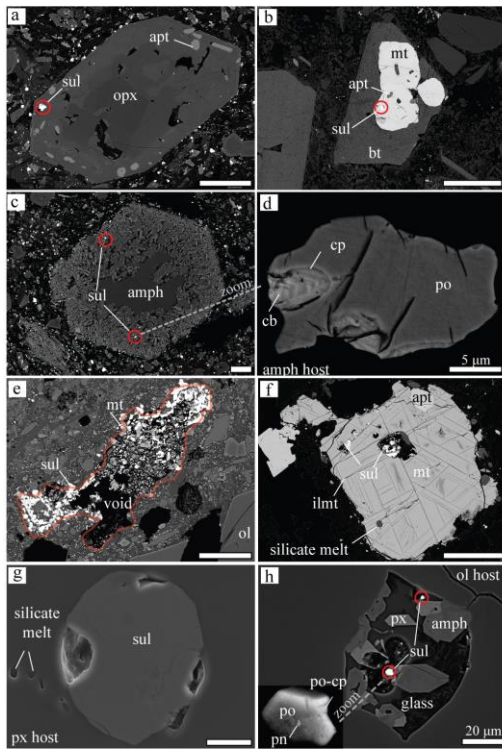 a
apt
sul
opx
b
mt
apt
sul
bt
c
sul
amph
zoom
d
cp
cb
po
amph host
5 µm
e
mt
sul
void
ol
f
apt
sul
mt
ilmt
silicate melt
g
silicate
melt
sul
px host
h
ol host
px
amph
sul
po-cp
glass
zoom
po
pn
20 µm